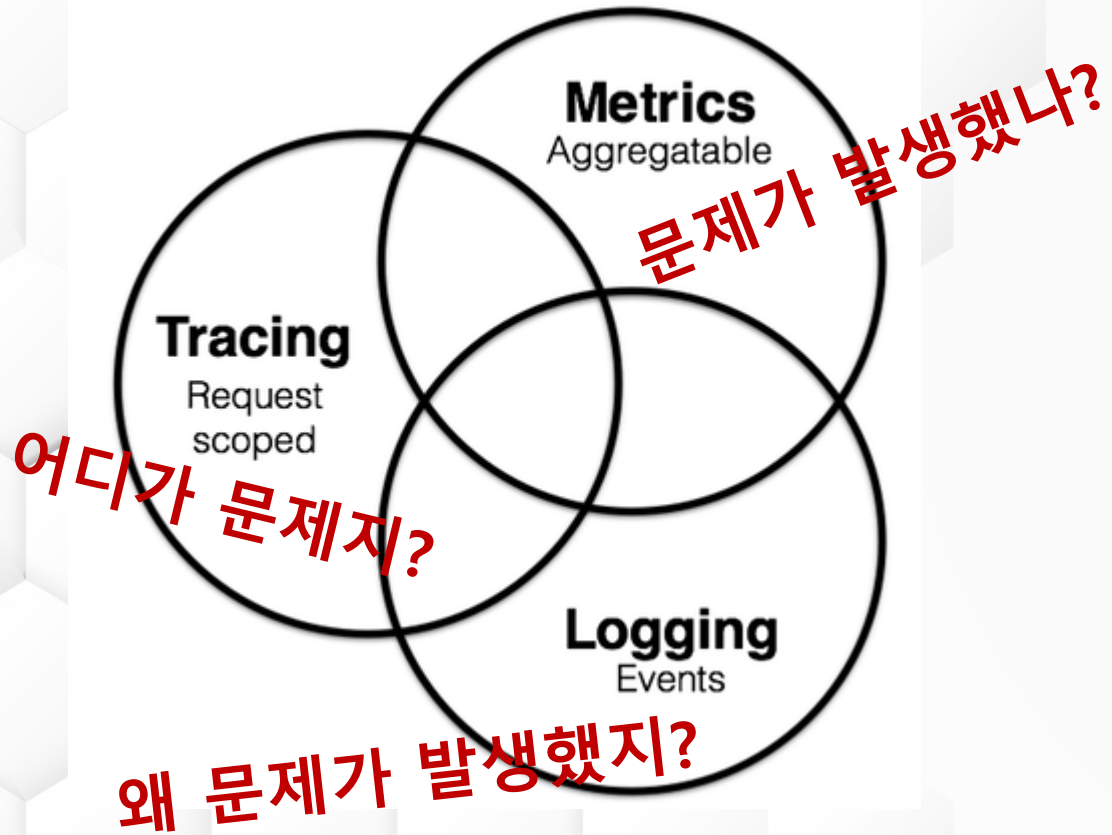 Metrics
Aggregatable
문제가 발생했나?
Tracing
Request
scoped
어디가 문제지?
Logging
Events
왜 문제가 발생했지?